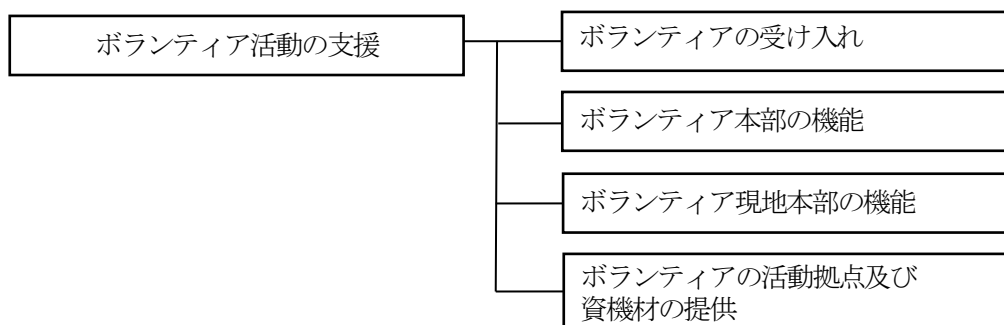 ボランティア活動の支援
ボランティアの受け入れ
ボランティア本部の機能
ボランティア現地本部の機能
ボランティアの活動拠点及び
資機材の提供